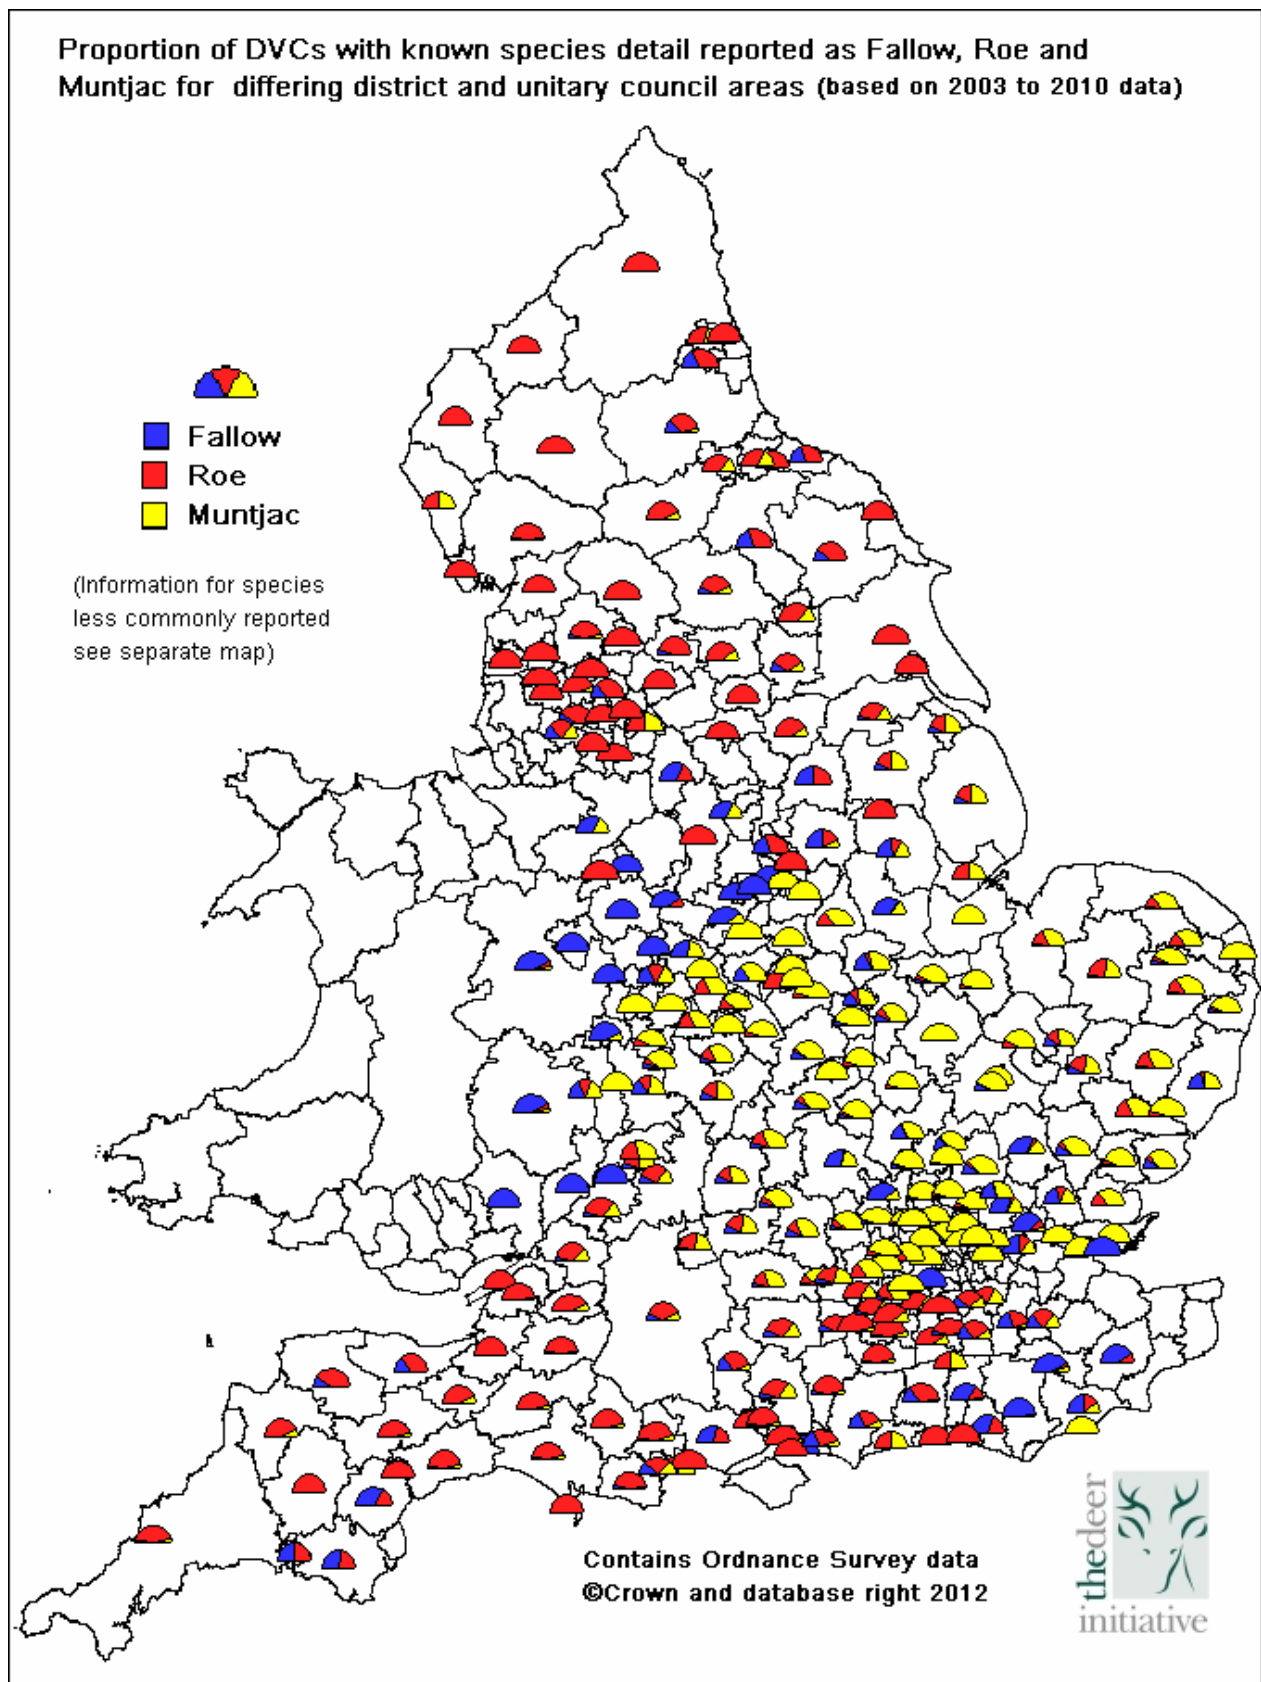 Proportion of DVCs with known species detail reported as Fallow, Roe and
Muntjac for differing district and unitary council areas (based on 2003 to 2010 data)
Fallow
Roe
Muntjac
(Information for species
less commonly reported
see separate map)
Contains Ordnance Survey data
©Crown and database right 2012
thedeer
initiative